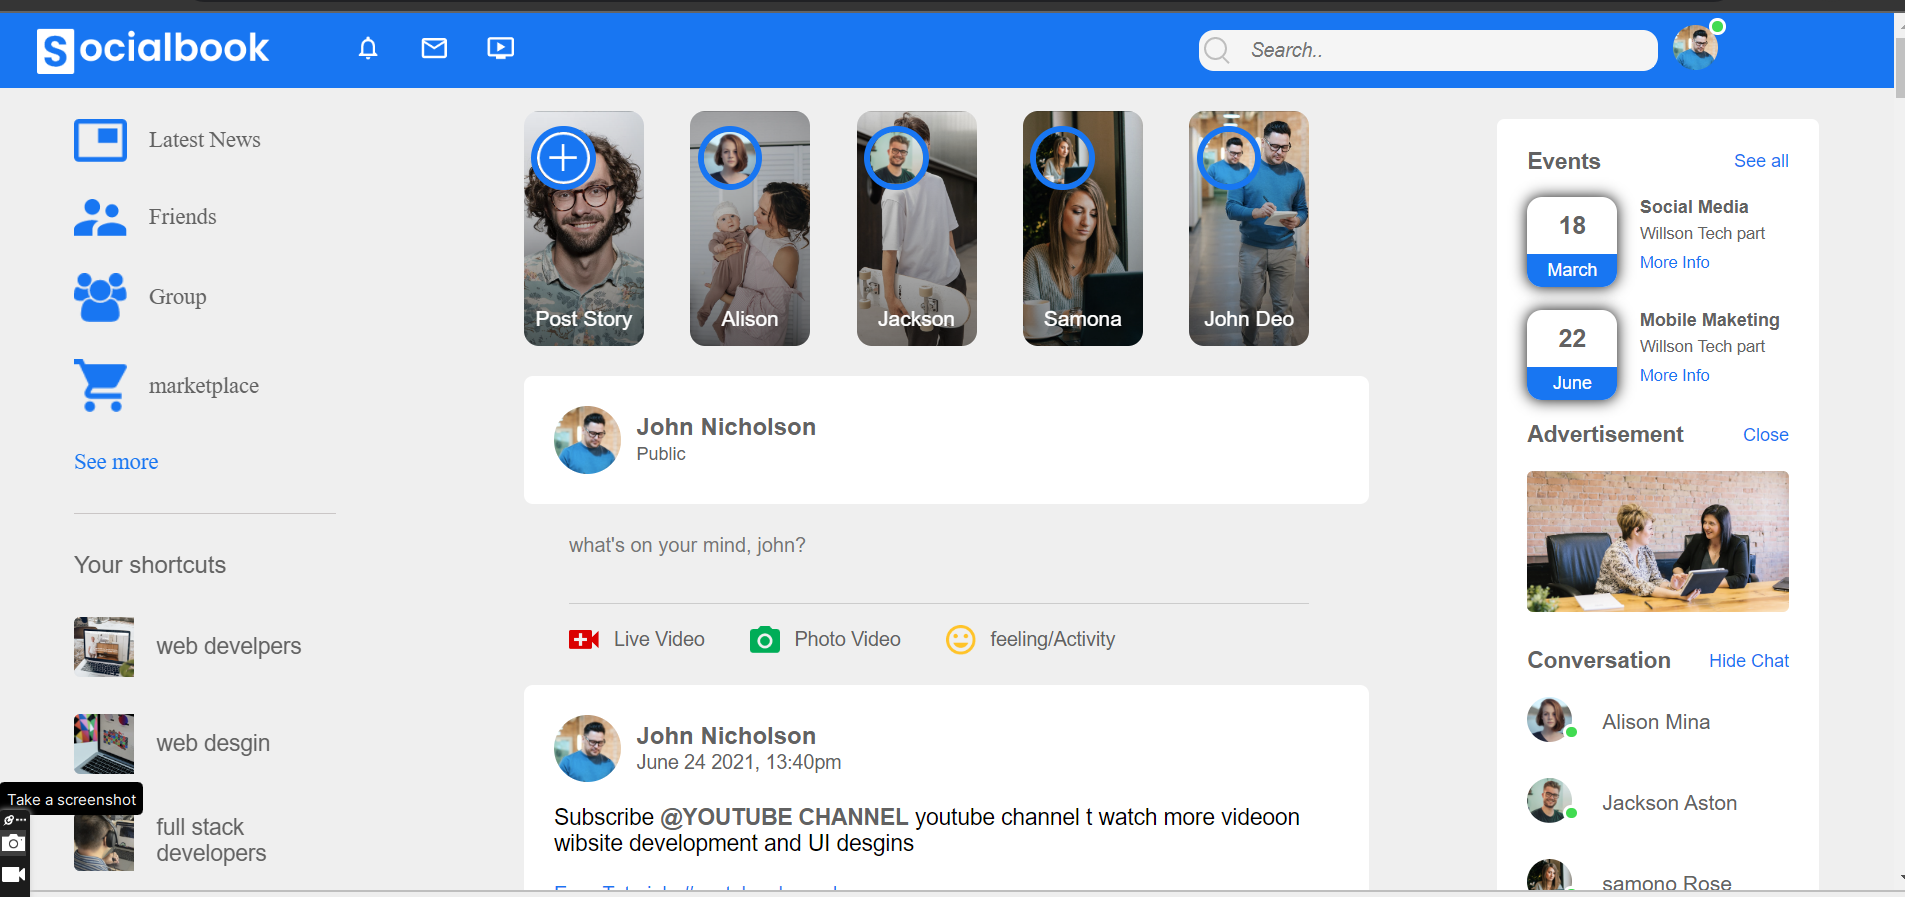 Socialbook
Search..
Latest News
Friends
Group
marketplace
See more
Your shortcuts
web develpers
web desgin
Take a screenshot
full stack
developers
Post Story
Alison
Jackson
Samona
John Deo
John Nicholson
Public
what's on your mind, john?
Live Video
Photo Video
feeling/Activity
John Nicholson
June 24 2021, 13:40pm
Subscribe @YOUTUBE CHANNEL youtube channel t watch more videoon
wibsite development and UI desgins
Events
See all
18
March
Social Media
Willson Tech part
More Info
22
June
Mobile Maketing
Willson Tech part
More Info
Advertisement
Close
Conversation
Hide Chat
Alison Mina
Jackson Aston
samono Rose